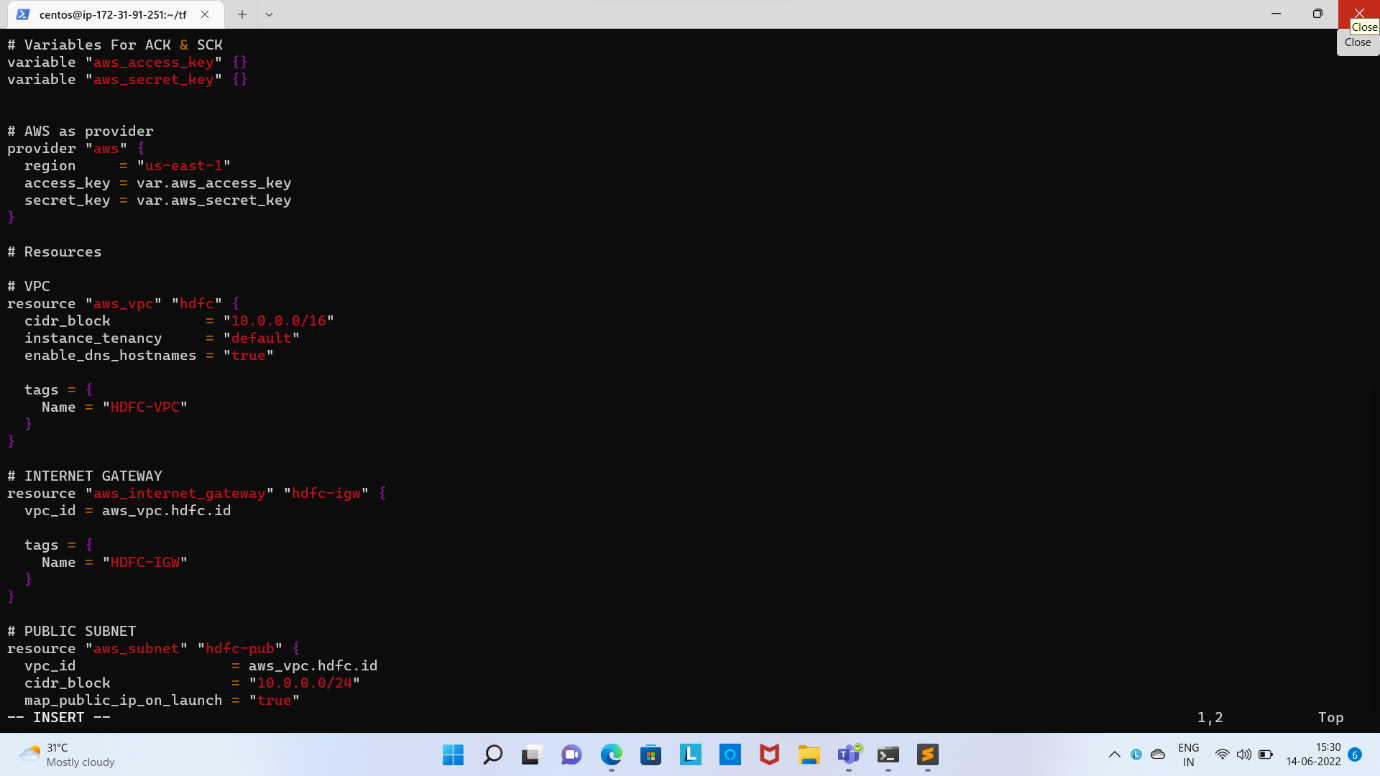 centos@ip-172-31-91-251:~/tf
Close
Close
# Variables For ACK & SCK
variable "aws_access_key" {}
variable "aws_secret_key" {}
# AWS as provider
provider "aws" {
  region     = "us-east-1"
  access_key = var.aws_access_key
  secret_key = var.aws_secret_key
}
# Resources
# VPC
resource "aws_vpc" "hdfc" {
  cidr_block           = "10.0.0.0/16"
  instance_tenancy     = "default"
  enable_dns_hostnames = "true"
  tags = {
    Name = "HDFC-VPC"
  }
}
# INTERNET GATEWAY
resource "aws_internet_gateway" "hdfc-igw" {
  vpc_id = aws_vpc.hdfc.id
  tags = {
    Name = "HDFC-IGW"
  }
}
# PUBLIC SUBNET
resource "aws_subnet" "hdfc-pub" {
  vpc_id                  = aws_vpc.hdfc.id
  cidr_block              = "10.0.0.0/24"
  map_public_ip_on_launch = "true"
-- INSERT -- 1,2 Top
31°C
Mostly cloudy
L
L
ENG
IN
15:30
14-06-2022
6